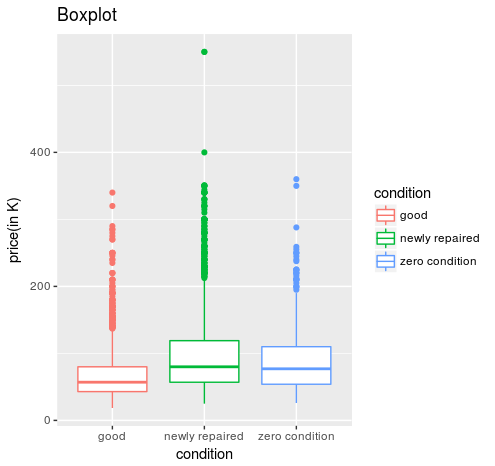 Boxplot
price(in K)
400
200
0
good newly repaired zero condition
condition
condition
good
newly repaired
zero condition